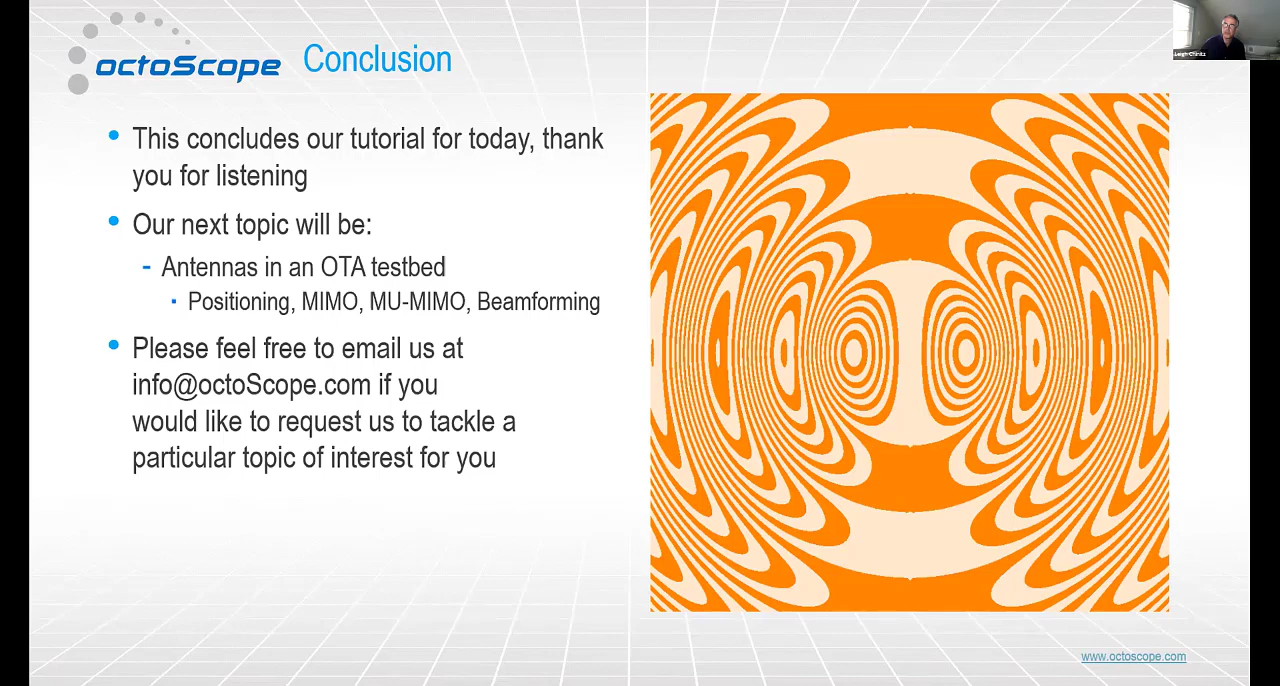 octoScope Conclusion
This concludes our tutorial for today, thank
you for listening
Our next topic will be:
Antennas in an OTA testbed
Positioning, MIMO, MU-MIMO, Beamforming
Please feel free to email us at
info@octoScope.com if you
would like to request us to tackle a
particular topic of interest for you
www.octoscope.com
Leigh Chinitz